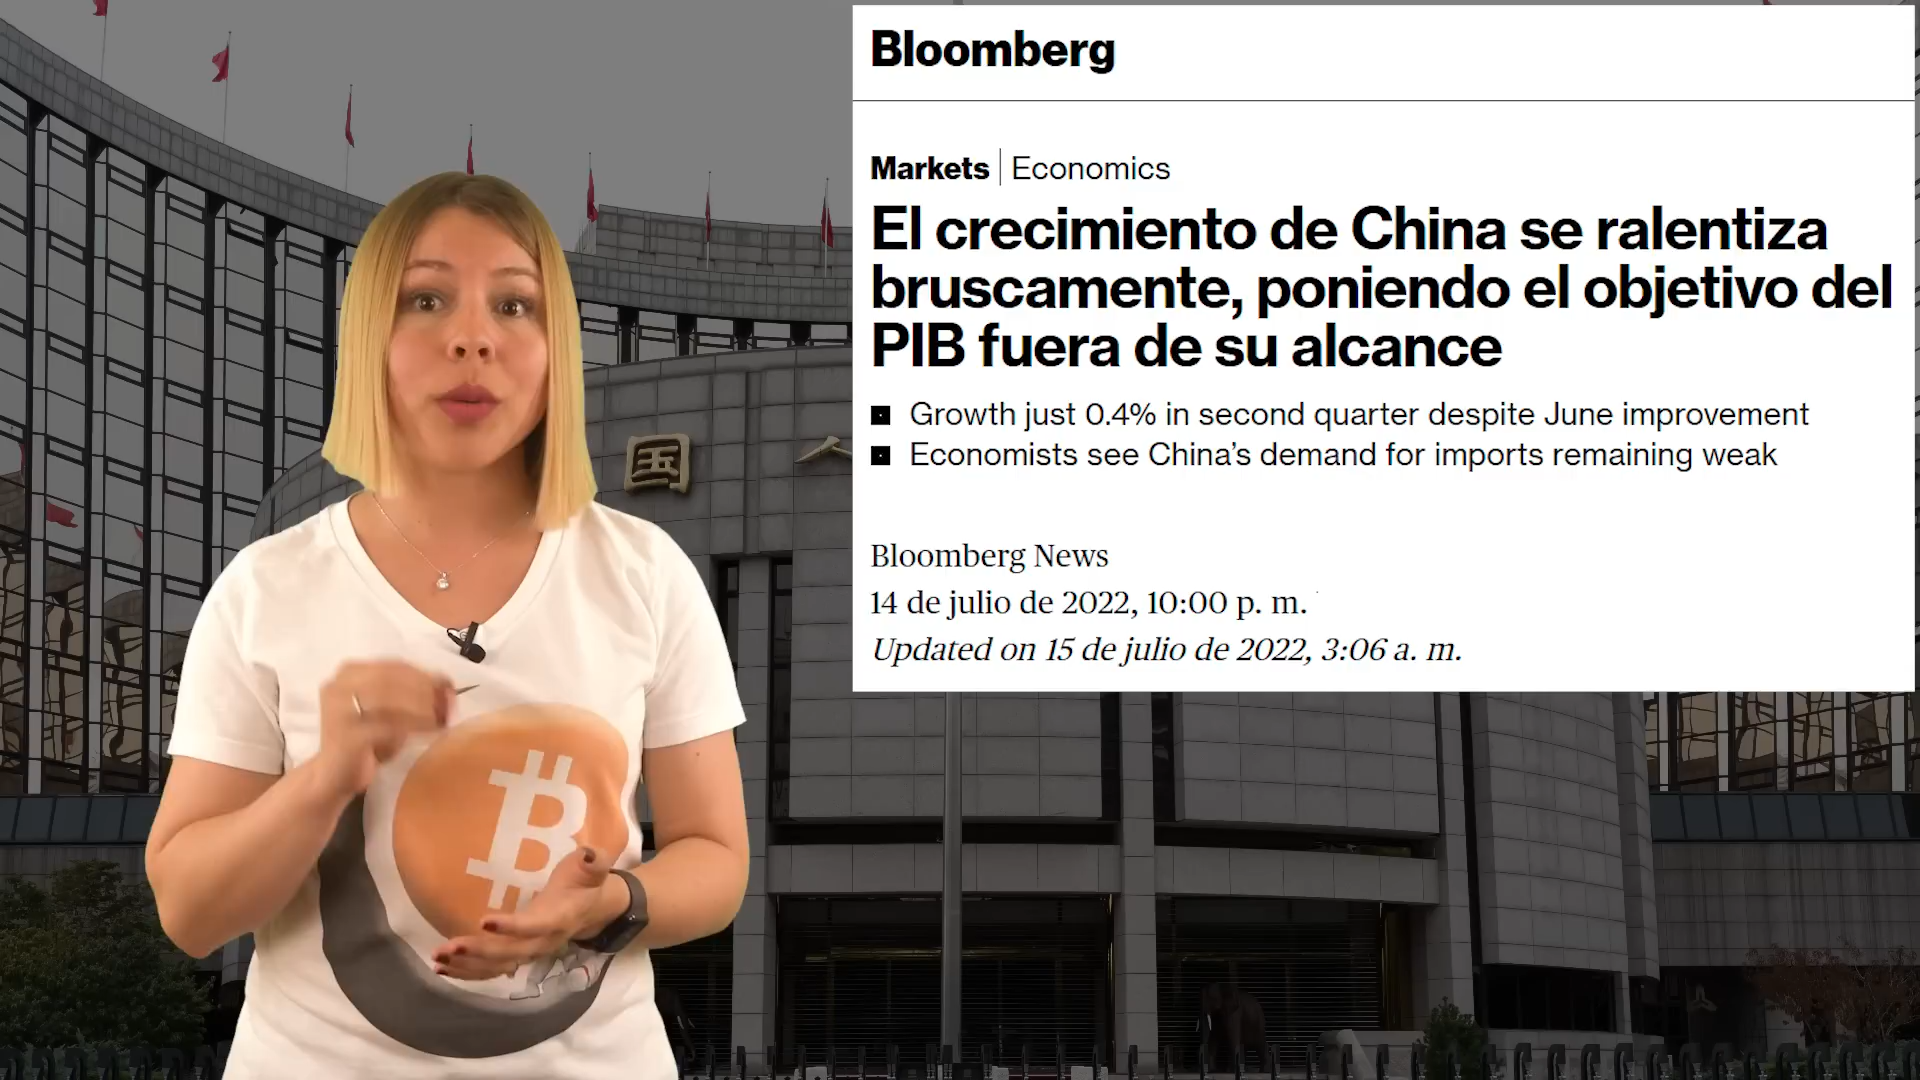 Bloomberg
Markets | Economics
El crecimiento de China se ralentiza
bruscamente, poniendo el objetivo del
PIB fuera de su alcance
Growth just 0.4% in second quarter despite June improvement
Economists see China’s demand for imports remaining weak
Bloomberg News
14 de julio de 2022, 10:00 p. m.
Updated on 15 de julio de 2022, 3:06 a. m.
国